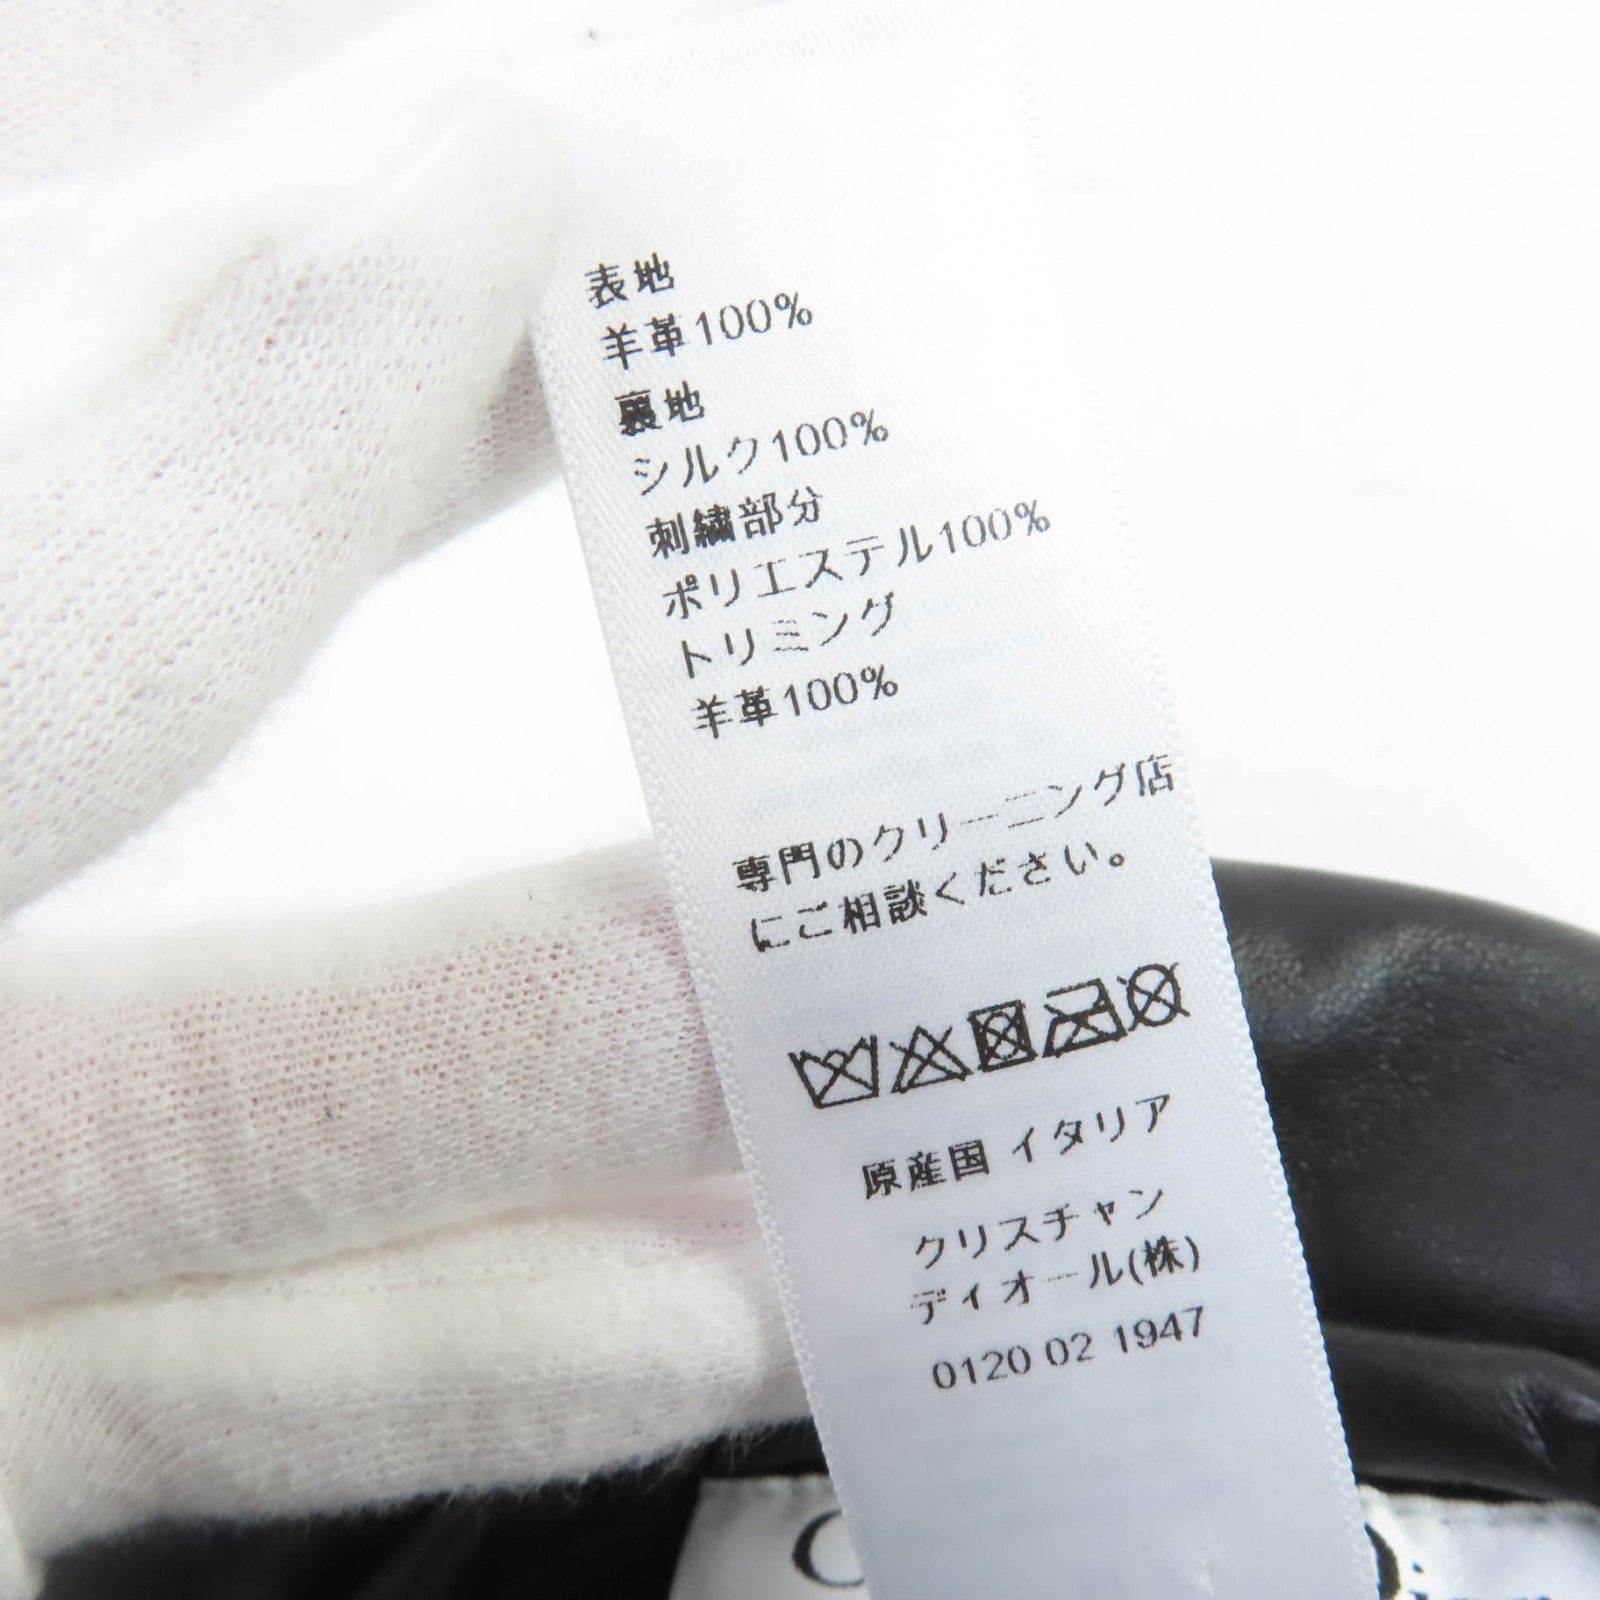 表地
羊革100%
裏地
シルク100%
刺繍部分
ポリエステル100%
トリミング
羊革100%
専門のクリーニング店
にご相談ください。
原産国 イタリア
クリスチャン
ディオール(株)
0120 02 1947